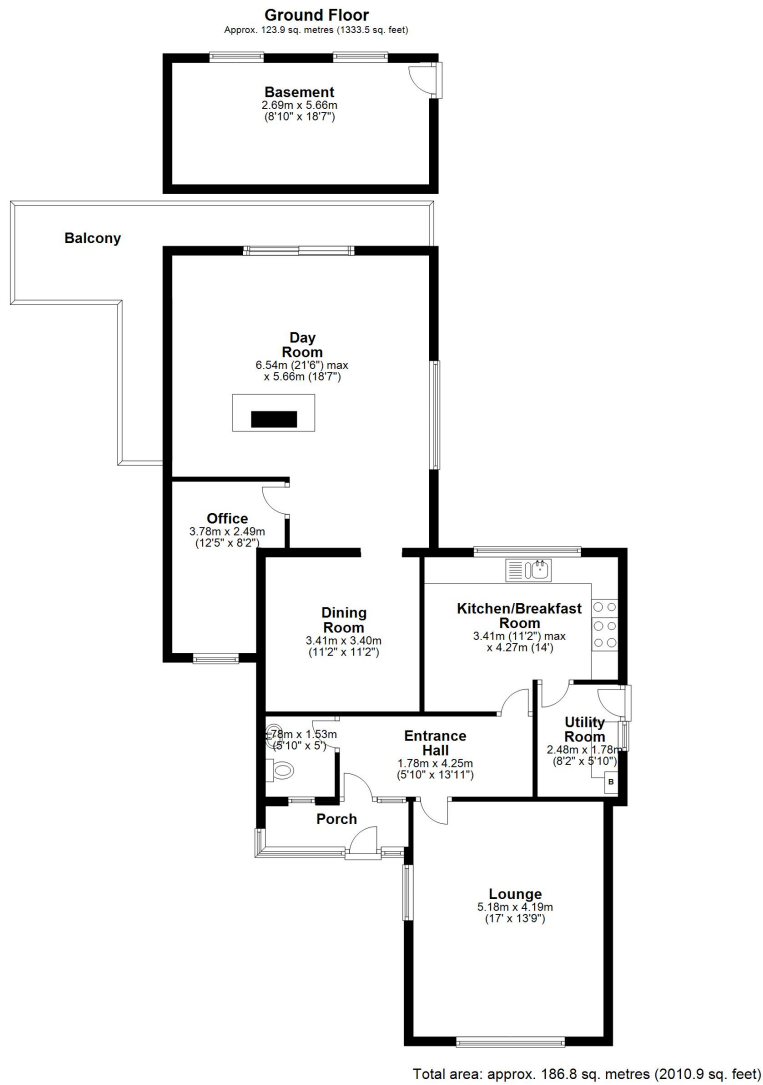 Ground Floor
Approx. 123.9 sq. metres (1333.5 sq. feet)
Basement
2.69m x 5.66m
(8'10" x 18'7")
Balcony
Day
Room
6.54m (21'6") max
x 5.66m (18'7")
Office
3.78m x 2.49m
(12'5" x 8'2")
Dining
Room
3.41m x 3.40m
(11'2" x 11'2")
Kitchen/Breakfast
Room
3.41m (11'2") max
x 4.27m (14')
Utility
Room
2.48m x 1.78m
(8'2" x 5'10")
B
.78m x 1.53m
(5'10" x 5')
Entrance
Hall
1.78m x 4.25m
(5'10" x 13'11")
Porch
Lounge
5.18m x 4.19m
(17' x 13'9")
Total area: approx. 186.8 sq. metres (2010.9 sq. feet)